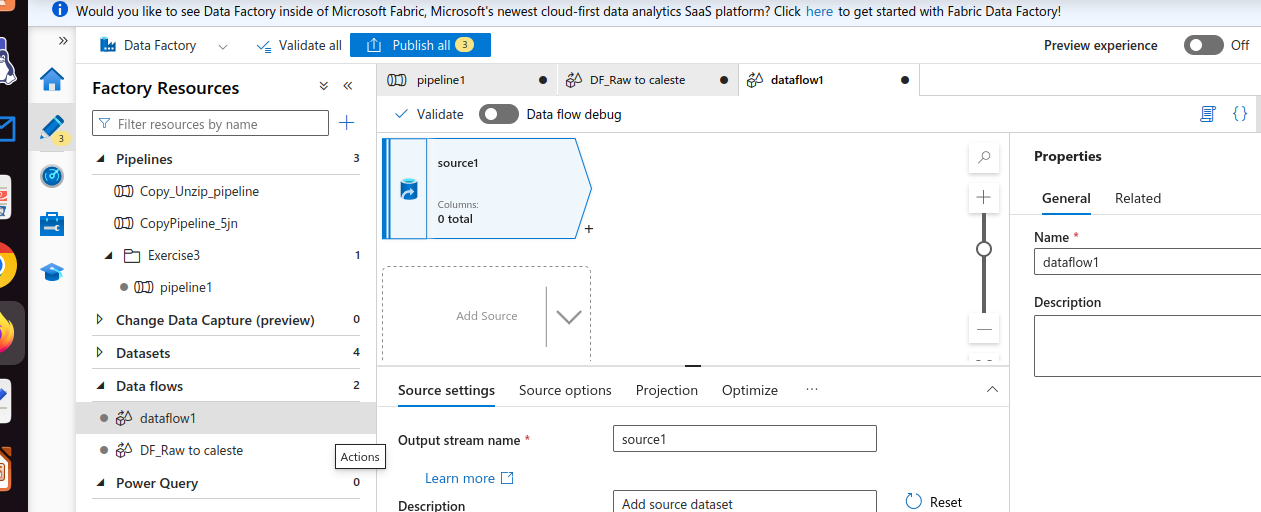 Would you like to see Data Factory inside of Microsoft Fabric, Microsoft's newest cloud-first data analytics SaaS platform? Click here to get started with Fabric Data Factory!
Data Factory
Validate all
Publish all 3
Preview experience
Off
Factory Resources
Filter resources by name
3
Pipelines 3
Copy_Unzip_pipeline
CopyPipeline_5jn
Exercise3 1
pipeline1
Change Data Capture (preview) 0
Datasets 4
Data flows 2
dataflow1
DF_Raw to caleste
Actions
Power Query 0
pipeline1
DF_Raw to caleste
dataflow1
Validate
Data flow debug
source1
Columns:
0 total
+
Add Source
Source settings
Source options
Projection
Optimize
...
Output stream name *
source1
Learn more
Description
Add source dataset
Reset
Properties
General
Related
Name *
dataflow1
Description